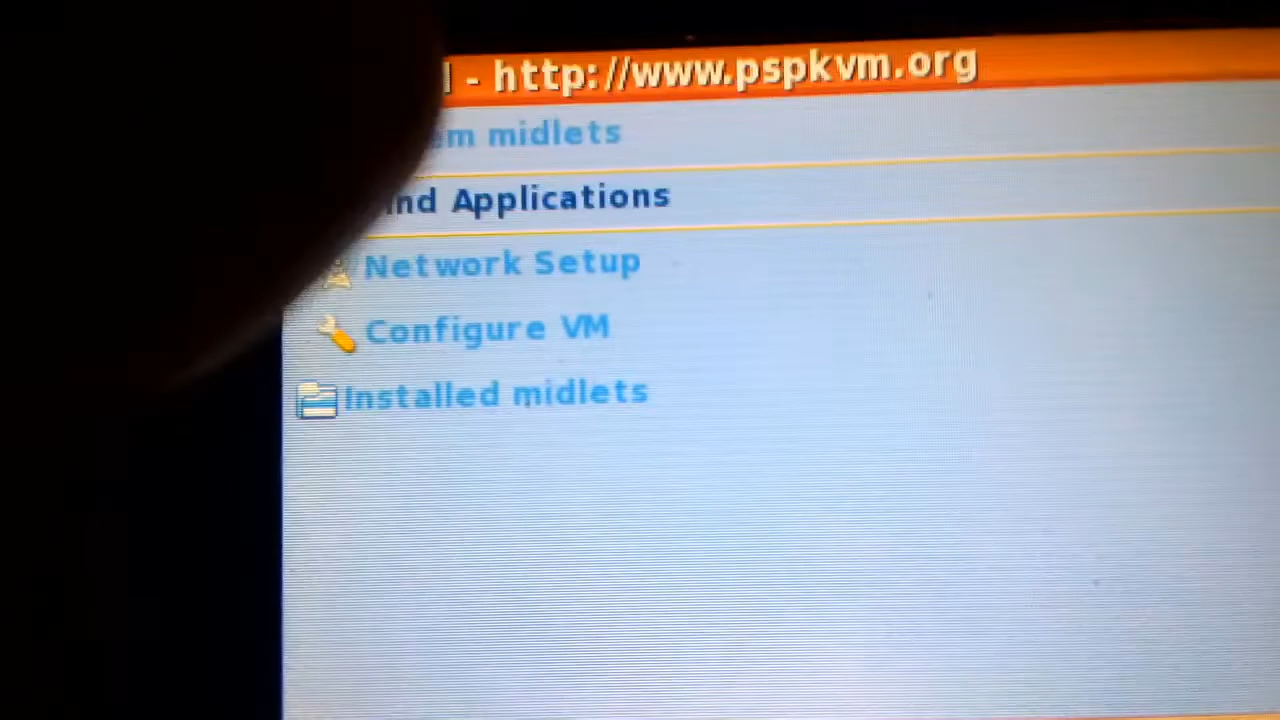 - http://www.pspkvm.org
midlets
Applications
Network Setup
Configure VM
Installed midlets